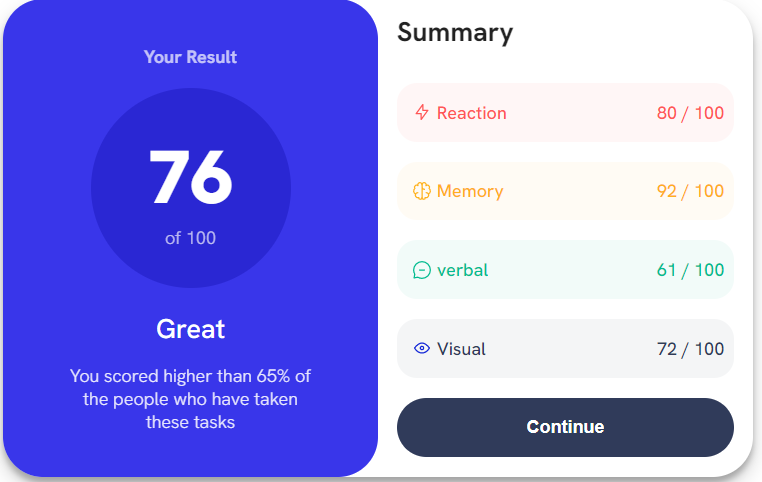 Your Result
76
of 100
Great
You scored higher than 65% of
the people who have taken
these tasks
Summary
Reaction 80 / 100
Memory 92 / 100
verbal 61 / 100
Visual 72 / 100
Continue